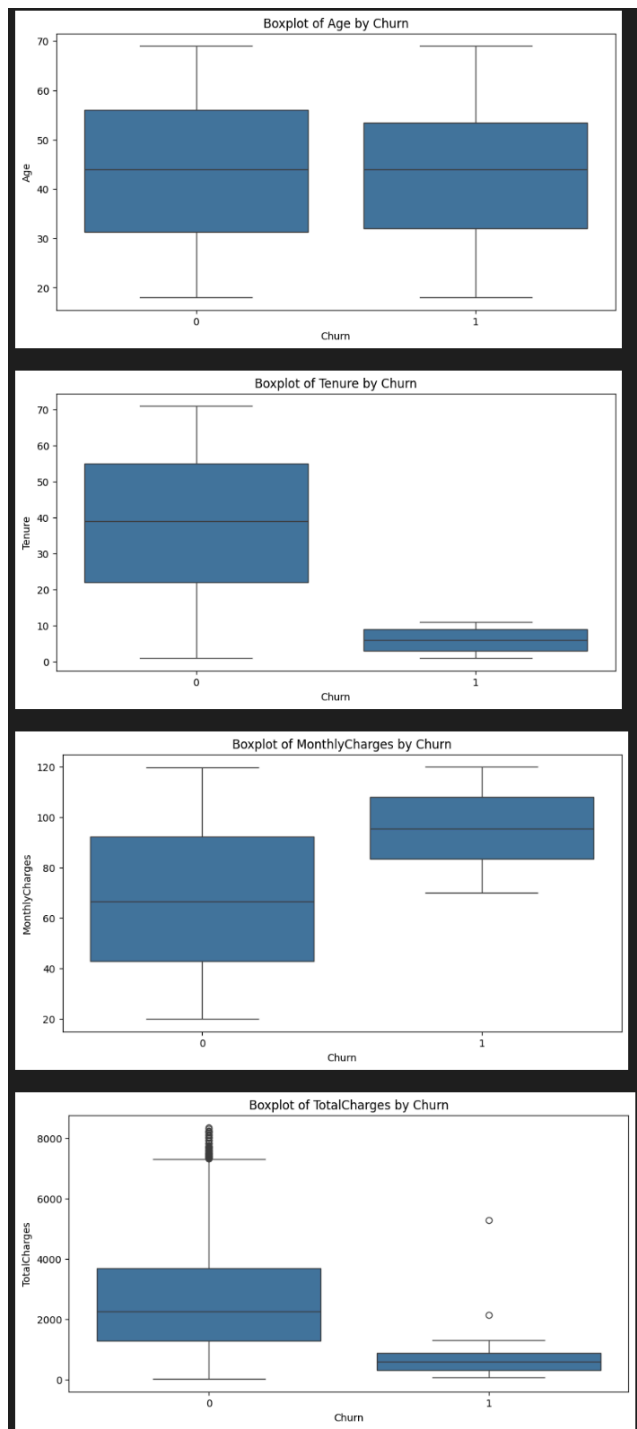 Boxplot of Age by Churn
70
60
50
40
30
20
Age
0 1
Churn
Boxplot of Tenure by Churn
70
60
50
40
30
20
10
0
Tenure
0 1
Churn
Boxplot of MonthlyCharges by Churn
120
100
80
60
40
20
MonthlyCharges
0 1
Churn
Boxplot of TotalCharges by Churn
8000
6000
4000
2000
0
TotalCharges
0 1
Churn